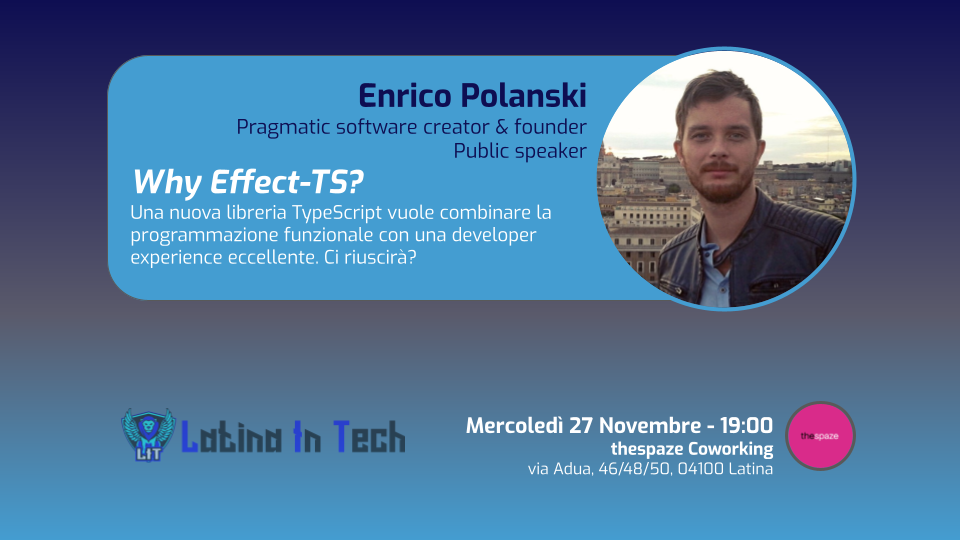 Enrico Polanski
Pragmatic software creator & founder
Public speaker
Why Effect-TS?
Una nuova libreria TypeScript vuole combinare la
programmazione funzionale con una developer
experience eccellente. Ci riuscirà?
LIT
Latina In Tech
Mercoledì 27 Novembre - 19:00
thespaze Coworking
via Adua, 46/48/50, 04100 Latina
thespaze